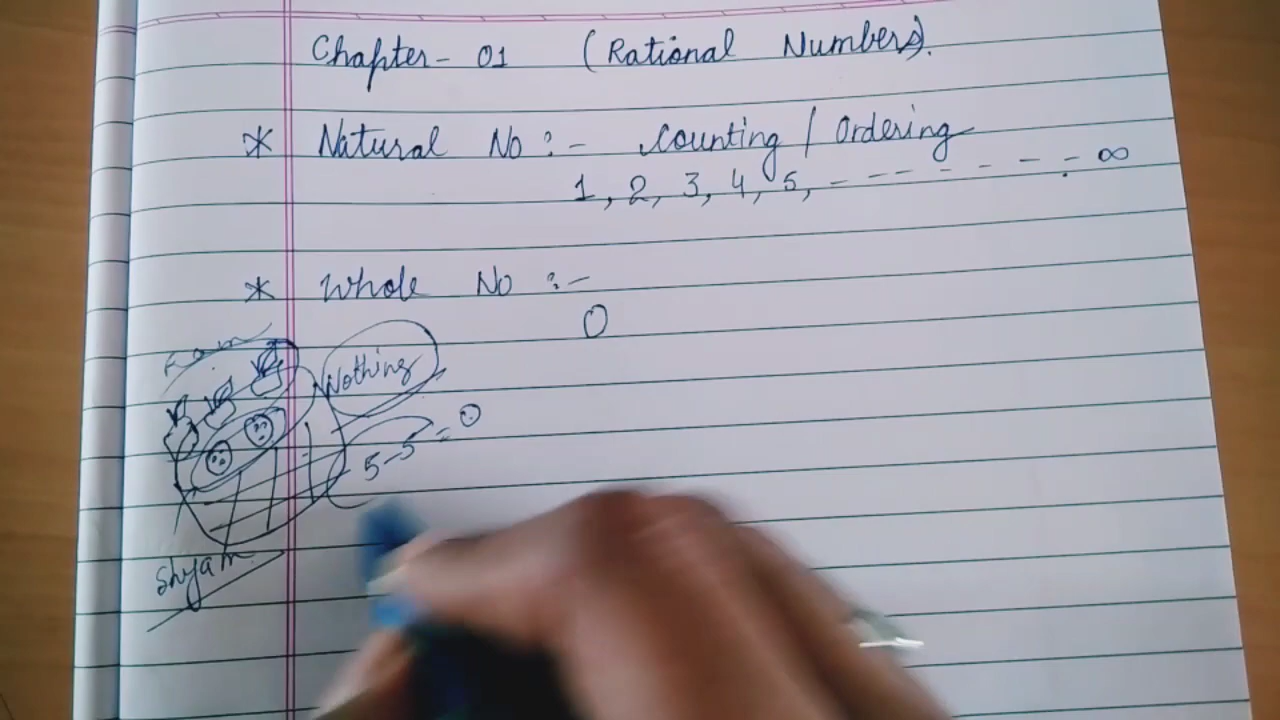 Chapter - 01 (Rational Numbers).
* Natural No :- Counting / Ordering
1, 2, 3, 4, 5, - - - - - - - - ∞
* Whole No :-
0
Ram
Nothing
5-5 = 0
Shyam